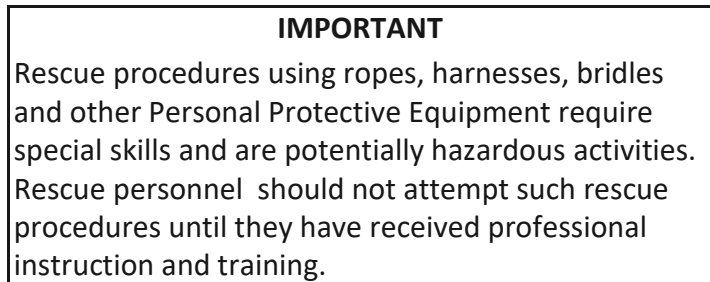 IMPORTANT
Rescue procedures using ropes, harnesses, bridles
and other Personal Protective Equipment require
special skills and are potentially hazardous activities.
Rescue personnel  should not attempt such rescue
procedures until they have received professional
instruction and training.